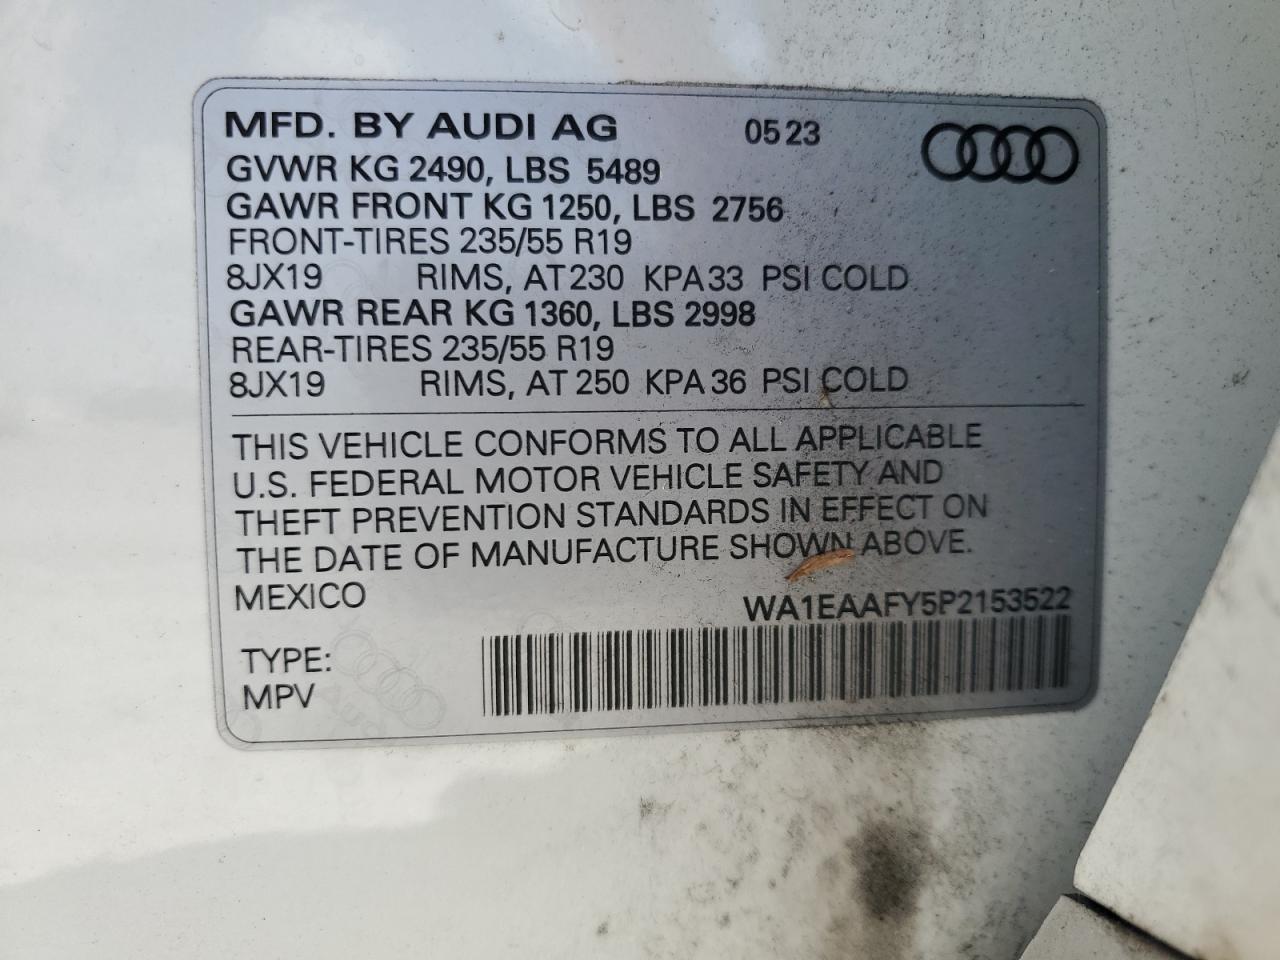 MFD. BY AUDI AG 05 23
GVWR KG 2490, LBS 5489
GAWR FRONT KG 1250, LBS 2756
FRONT-TIRES 235/55 R19
8JX19 RIMS, AT 230 KPA 33 PSI COLD
GAWR REAR KG 1360, LBS 2998
REAR-TIRES 235/55 R19
8JX19 RIMS, AT 250 KPA 36 PSI COLD
THIS VEHICLE CONFORMS TO ALL APPLICABLE
U.S. FEDERAL MOTOR VEHICLE SAFETY AND
THEFT PREVENTION STANDARDS IN EFFECT ON
THE DATE OF MANUFACTURE SHOWN ABOVE.
MEXICO
WA1EAAFY5P2153522
TYPE:
MPV
Audi